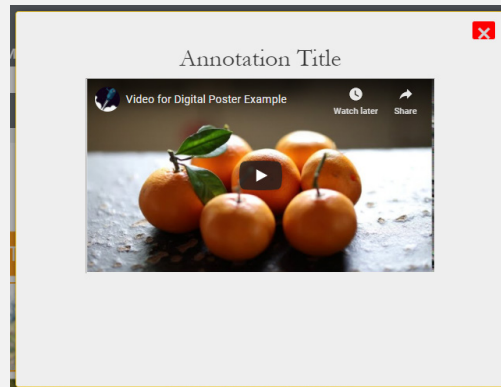 Annotation Title
Video for Digital Poster Example
Watch later
Share